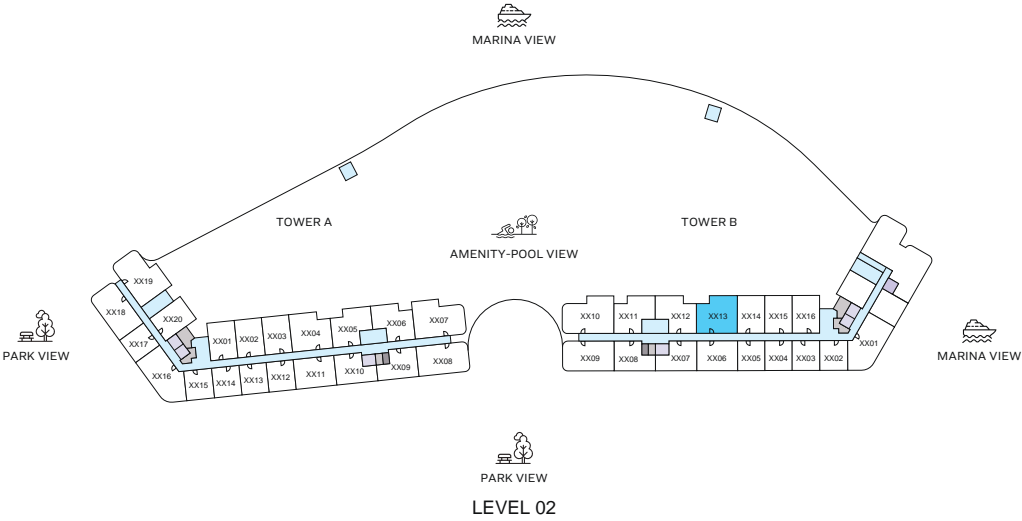 MARINA VIEW
TOWER A
TOWER B
AMENITY-POOL VIEW
XX19
XX18
XX20
XX17
XX16
XX15
XX01
XX02
XX03
XX04
XX05
XX06
XX07
XX14
XX13
XX12
XX11
XX10
XX09
XX08
XX10
XX11
XX12
XX13
XX14
XX15
XX16
XX01
XX09
XX08
XX07
XX06
XX05
XX04
XX03
XX02
PARK VIEW
MARINA VIEW
PARK VIEW
LEVEL 02